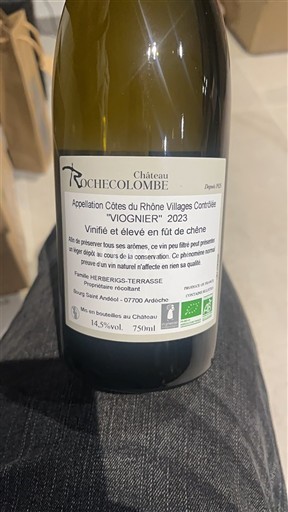 Château
ROCHECOLOMBE
Depuis
Appellation Côtes du Rhône Villages Contrôlée
"VIOGNIER" 2023
Vinifié et élevé en fût de chêne
Afin de préserver tous ses arômes, ce vin peu filtré peut présenter
un léger dépôt au cours de la conservation. Ce phénomène normal
preuve d'un vin naturel n'affecte en rien sa qualité.
Famille HERBERIGS-TERRASSE
Propriétaire récoltant
Bourg Saint Andéol - 07700 Ardèche
Mis en bouteilles au Château
14,5%vol. 750ml
AB